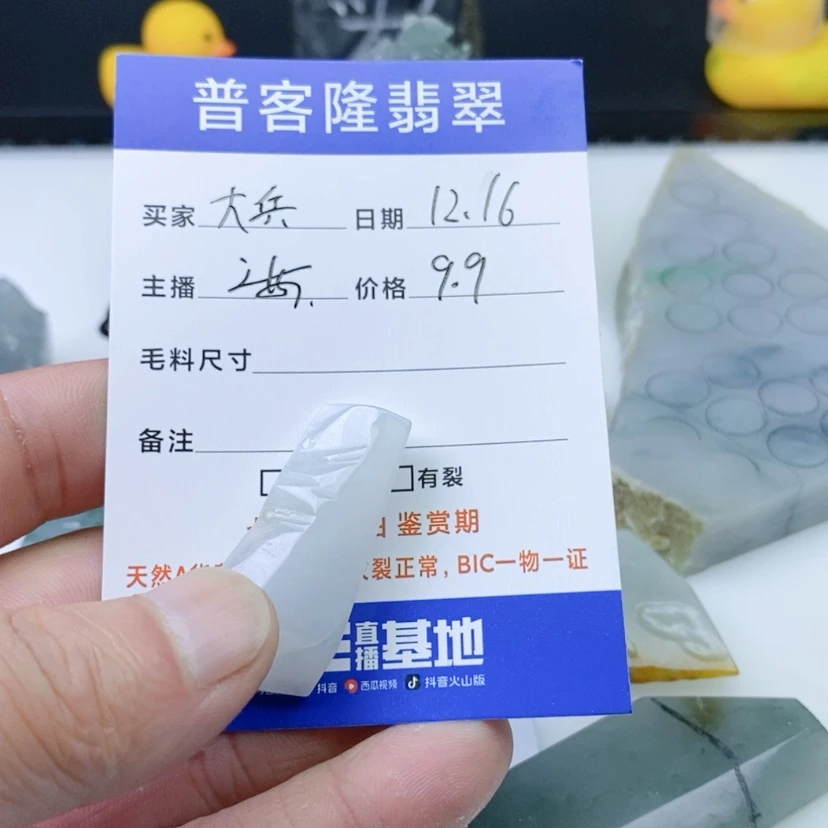 普客隆翡翠
买家 大兵 日期 12.16
主播 海 价格 9.9
毛料尺寸
备注
有裂
鉴赏期
天然A货 裂正常,BIC一物一证
直播基地
抖音 西瓜视频 抖音火山版